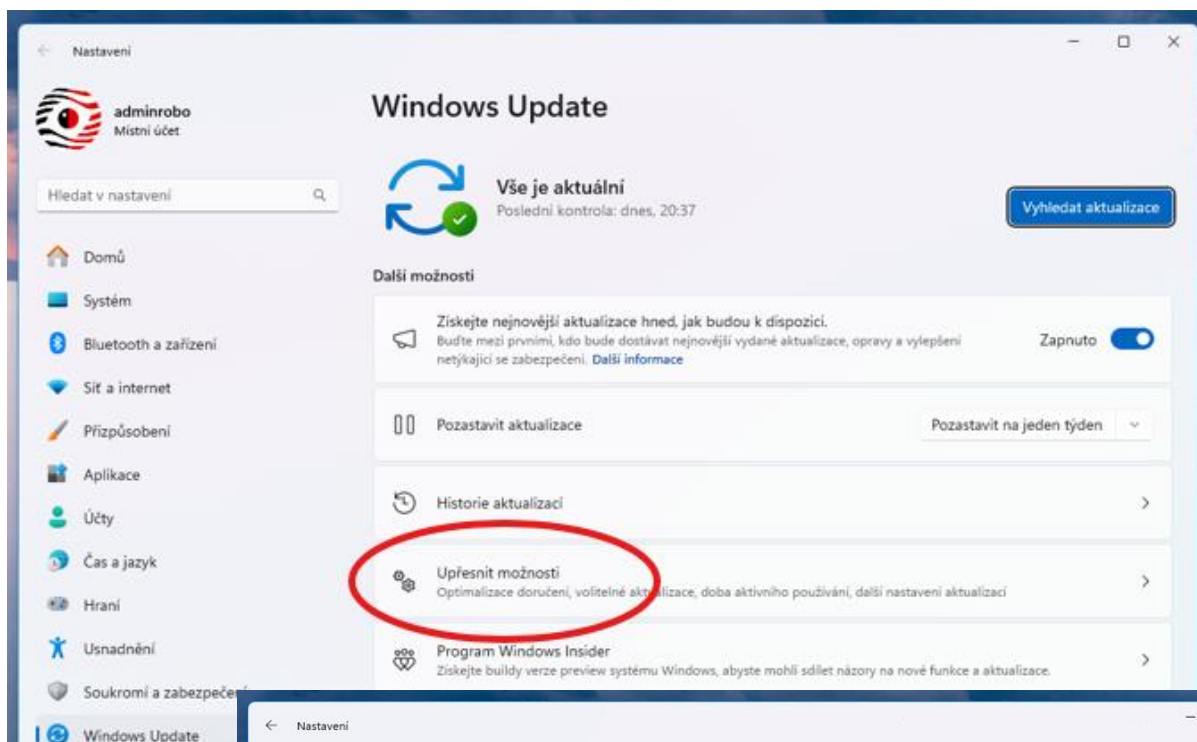 Nastavení
adminrobo
Místní účet
Hledat v nastavení
Domů
Systém
Bluetooth a zařízení
Síť a internet
Přizpůsobení
Aplikace
Účty
Čas a jazyk
Hraní
Usnadnění
Soukromí a zabezpečení
Windows Update
Windows Update
Vše je aktuální
Poslední kontrola: dnes, 20:37
Vyhledat aktualizace
Další možnosti
Získejte nejnovější aktualizace hned, jak budou k dispozici.
Buďte mezi prvními, kdo bude dostávat nejnovější vydané aktualizace, opravy a vylepšení
netýkající se zabezpečení. Další informace
Zapnuto
Pozastavit aktualizace
Pozastavit na jeden týden
Historie aktualizací
Upřesnit možnosti
Optimalizace doručení, volitelné aktualizace, doba aktivního používání, další nastavení aktualizací
Program Windows Insider
Získejte buildy verze preview systému Windows, abyste mohli sdílet názory na nové funkce a aktualizace.
Nastavení